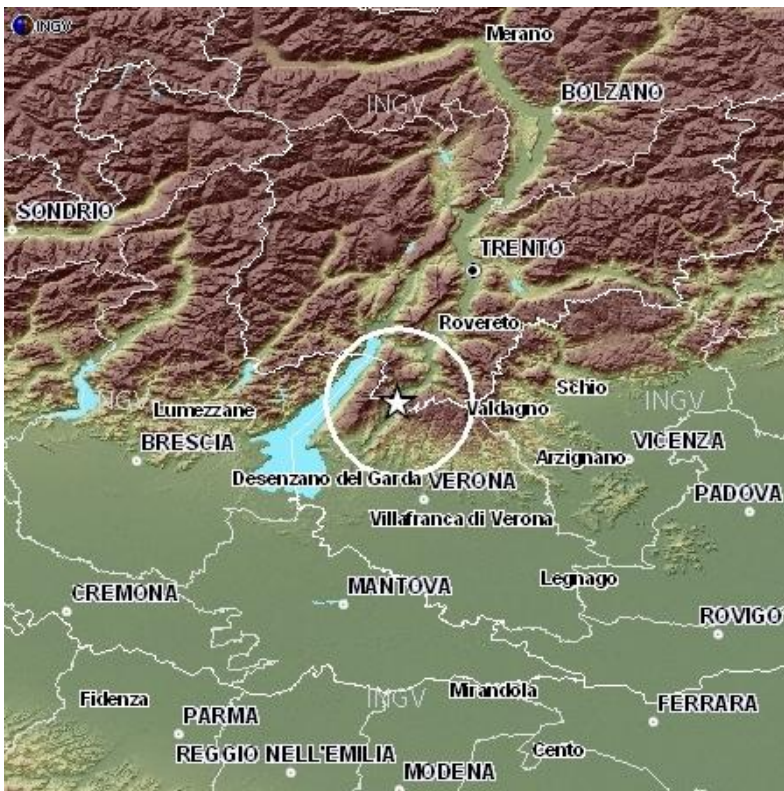 INGV
Merano
INGV
BOLZANO
SONDRIO
TRENTO
Rovereto
Schio
INGV
Lumezzane
Valdagno
INGV
BRESCIA
VICENZA
Arzignano
Desenzano del Garda
VERONA
PADOVA
Villafranca di Verona
Legnago
CREMONA
MANTOVA
ROVIGO
Fidenza
INGV
Mirandola
PARMA
FERRARA
REGGIO NELL'EMILIA
Cento
MODENA